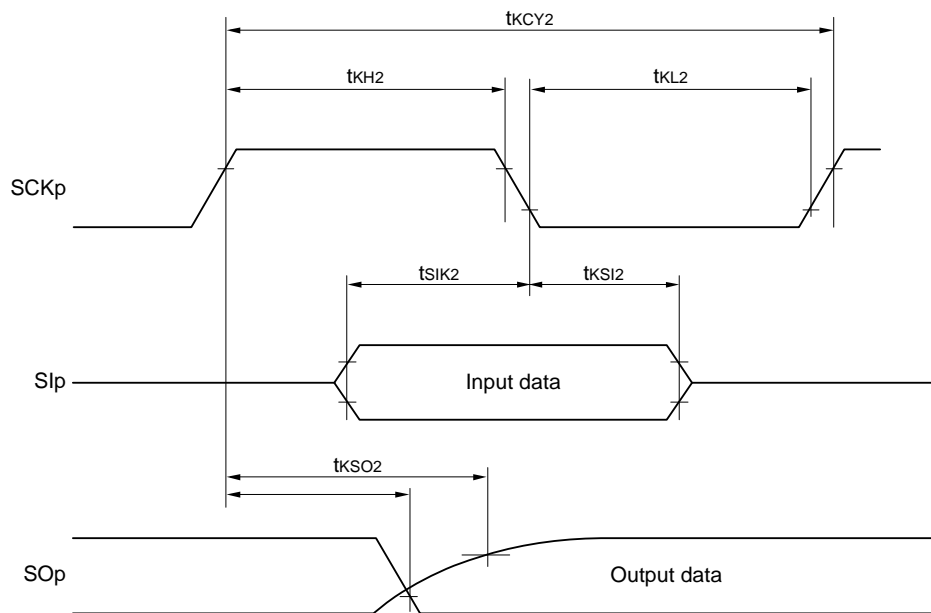 tKCY2
tKH2
tKL2
SCKp
tSIK2
tKSI2
SIp
Input data
tKSO2
SOp
Output data